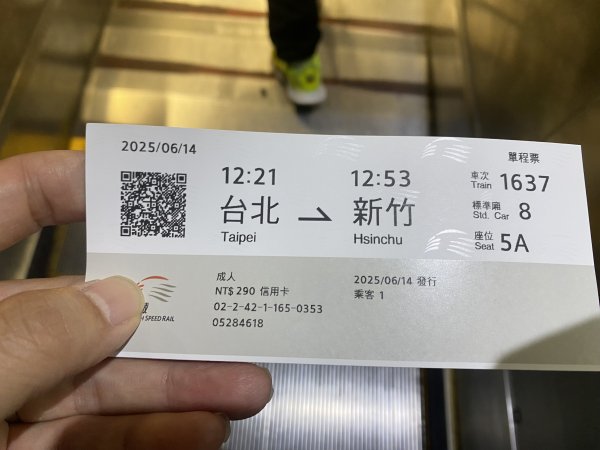 2025/06/14
單程票
12:21
12:53
車次
Train 1637
台北
新竹
標準廂
Std. Car 8
Taipei
Hsinchu
座位
Seat 5A
成人
2025/06/14 發行
NT$ 290 信用卡
乘客 1
02-2-42-1-165-0353
SPEED RAIL
05284618